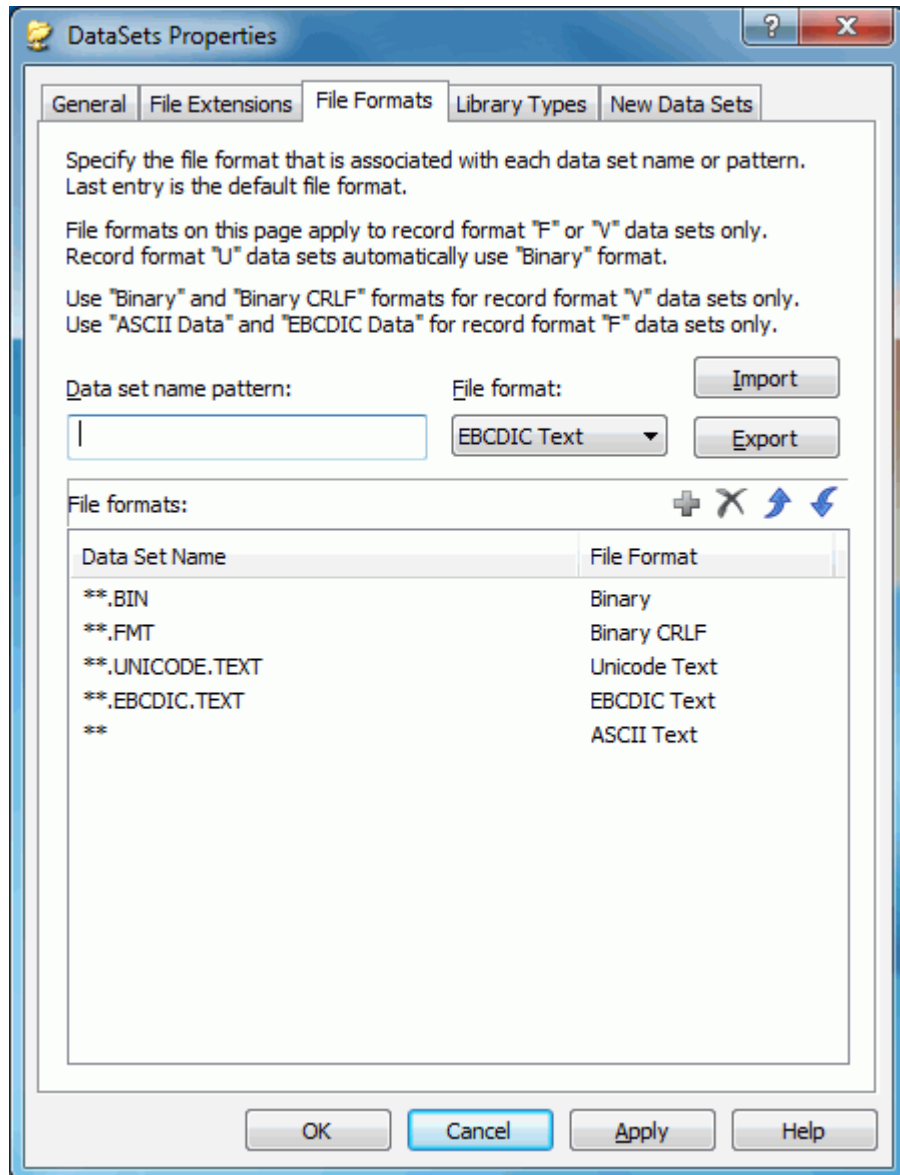 DataSets Properties
General File Extensions File Formats Library Types New Data Sets
Specify the file format that is associated with each data set name or pattern.
Last entry is the default file format.
File formats on this page apply to record format "F" or "V" data sets only.
Record format "U" data sets automatically use "Binary" format.
Use "Binary" and "Binary CRLF" formats for record format "V" data sets only.
Use "ASCII Data" and "EBCDIC Data" for record format "F" data sets only.
Import
Data set name pattern: File format:
EBCDIC Text Export
File formats:
Data Set Name File Format
**.BIN Binary
**.FMT Binary CRLF
**.UNICODE.TEXT Unicode Text
**.EBCDIC.TEXT EBCDIC Text
** ASCII Text
OK Cancel Apply Help